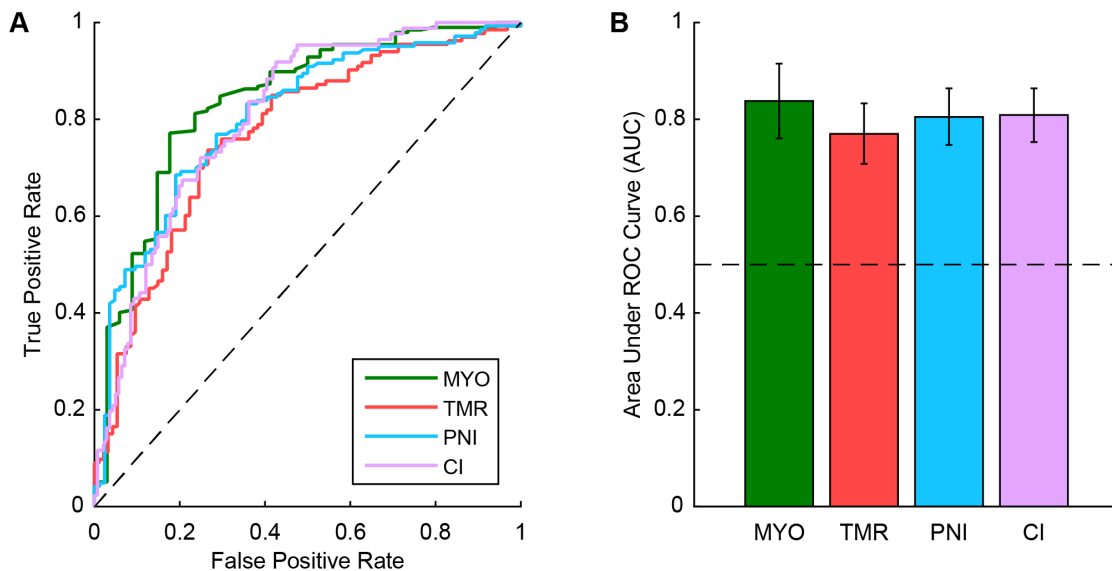 A
True Positive Rate
1
0.8
0.6
0.4
0.2
0
MYO
TMR
PNI
CI
0
0.2
0.4
0.6
0.8
1
False Positive Rate
B
Area Under ROC Curve (AUC)
1
0.8
0.6
0.4
0.2
0
MYO
TMR
PNI
CI